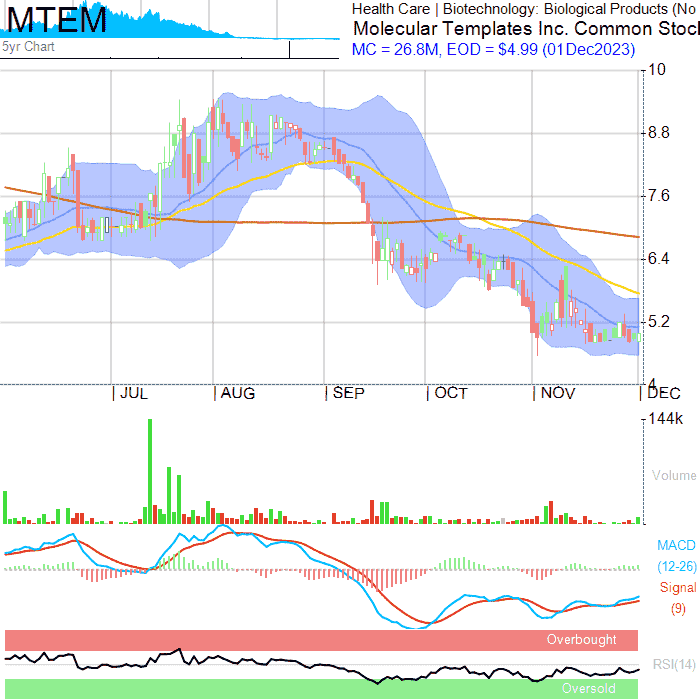 MTEM
5yr Chart
Health Care | Biotechnology: Biological Products (No
Molecular Templates Inc. Common Stoc
MC = 26.8M, EOD = $4.99 (01Dec2023)
10
8.8
7.6
6.4
5.2
4
JUL AUG SEP OCT NOV DEC
144k
Volume
MACD
(12-26)
Signal
(9)
Overbought
RSI(14)
Oversold